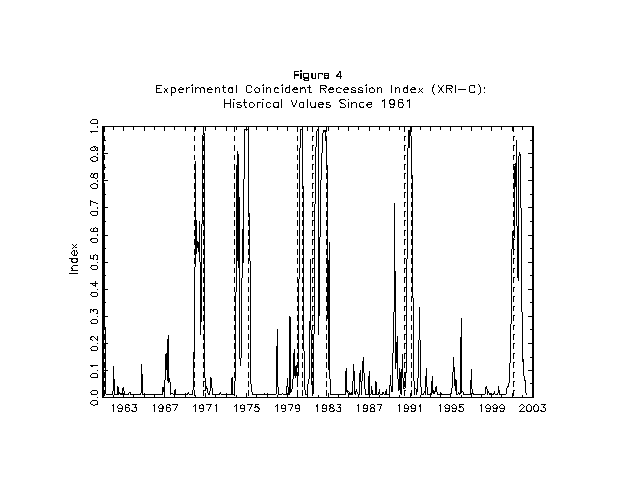 Figure 4
Experimental Coincident Recession Index (XRI-C):
Historical Values Since 1961
Index
1.0
0.9
0.8
0.7
0.6
0.5
0.4
0.3
0.2
0.1
0.0
1963 1967 1971 1975 1979 1983 1987 1991 1995 1999 2003